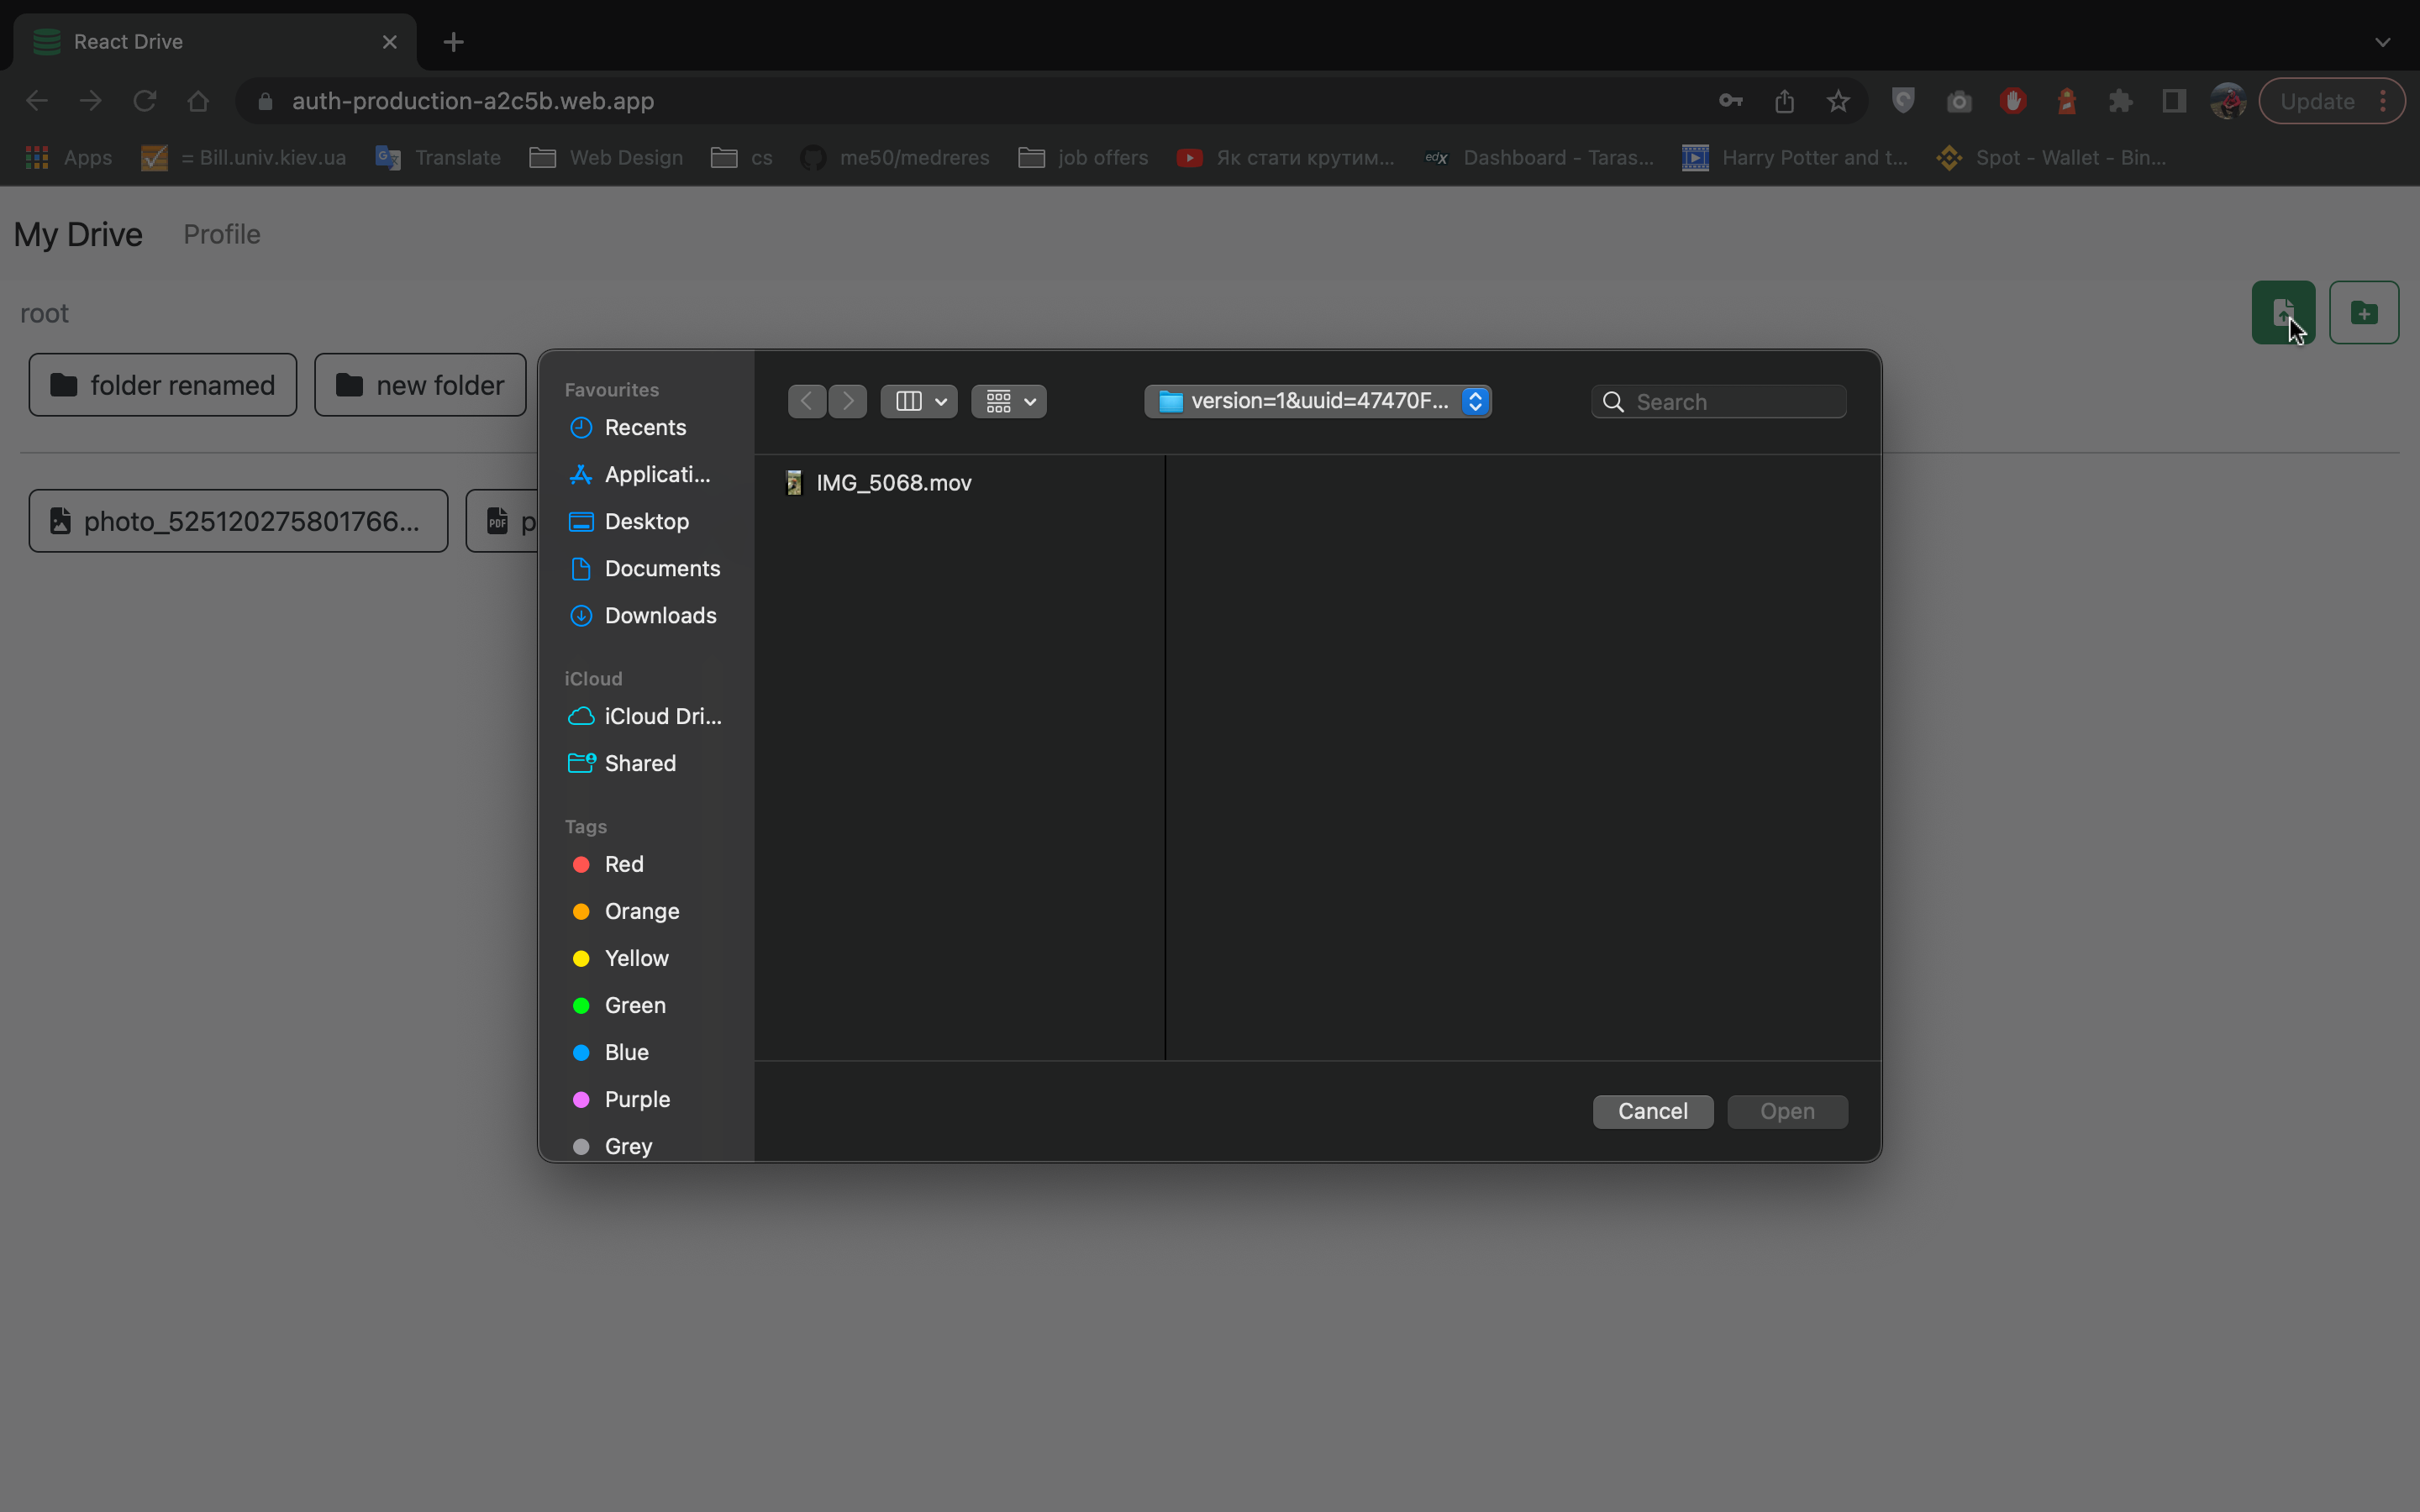 React Drive
auth-production-a2c5b.web.app
Update
Apps
= Bill.univ.kiev.ua
Translate
Web Design
cs
me50/medreres
job offers
Як стати крутим...
edX
Dashboard - Taras...
Harry Potter and t...
Spot - Wallet - Bin...
My Drive
Profile
root
folder renamed
new folder
photo_525120275801766...
PDF
p
Favourites
Recents
Applicati...
Desktop
Documents
Downloads
iCloud
iCloud Dri...
Shared
Tags
Red
Orange
Yellow
Green
Blue
Purple
Grey
version=1&uuid=47470F...
Search
IMG_5068.mov
Cancel
Open